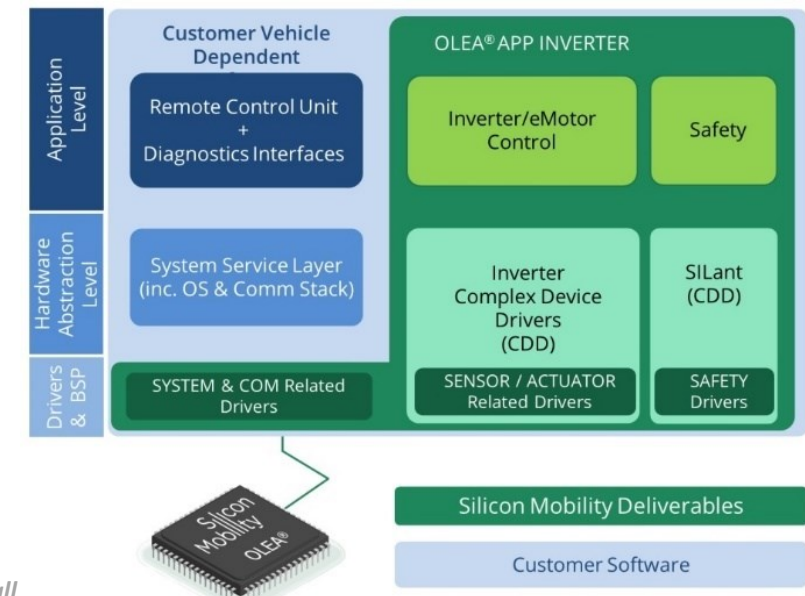 Customer Vehicle
Dependent
OLEA® APP INVERTER
Application
Level
Remote Control Unit
+
Diagnostics Interfaces
Inverter/eMotor
Control
Safety
Hardware
Abstraction
Level
System Service Layer
(inc. OS & Comm Stack)
Inverter
Complex Device
Drivers
(CDD)
SILant
(CDD)
Drivers
& BSP
SYSTEM & COM Related
Drivers
SENSOR / ACTUATOR
Related Drivers
SAFETY
Drivers
Silicon
Mobility
OLEA®
Silicon Mobility Deliverables
Customer Software